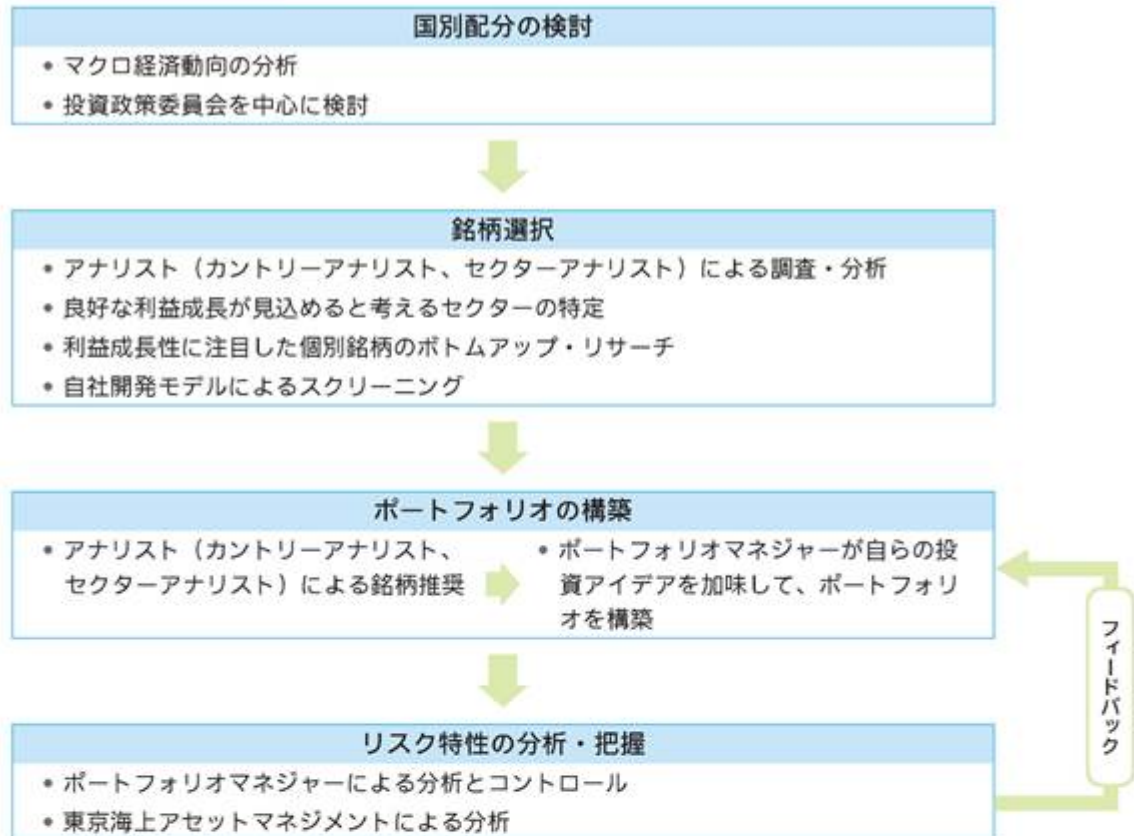 国別配分の検討
• マクロ経済動向の分析
• 投資政策委員会を中心に検討
銘柄選択
• アナリスト（カントリーアナリスト、セクターアナリスト）による調査・分析
• 良好な利益成長が見込めると考えるセクターの特定
• 利益成長性に注目した個別銘柄のボトムアップ・リサーチ
• 自社開発モデルによるスクリーニング
ポートフォリオの構築
• アナリスト（カントリーアナリスト、
セクターアナリスト）による銘柄推奨
• ポートフォリオマネジャーが自らの投
資アイデアを加味して、ポートフォリ
オを構築
フィードバック
リスク特性の分析・把握
• ポートフォリオマネジャーによる分析とコントロール
• 東京海上アセットマネジメントによる分析